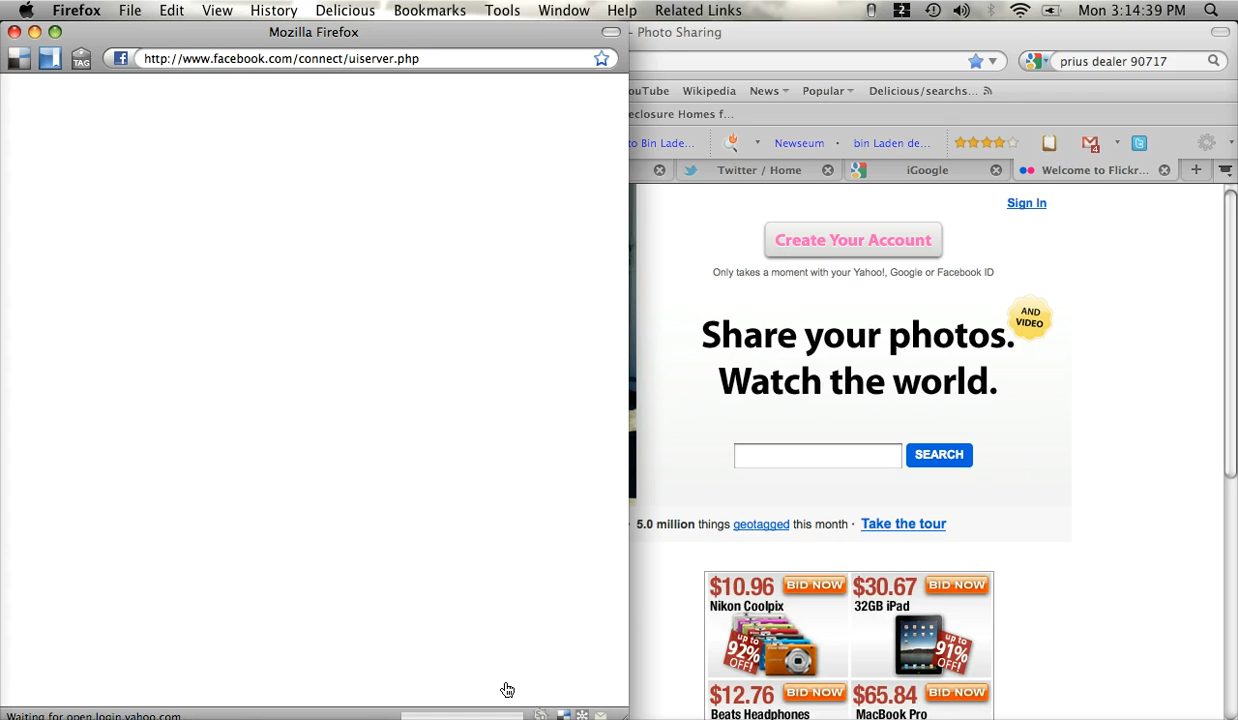 Firefox File Edit View History Delicious Bookmarks Tools Window Help Related Links 2 Mon 3:14:39 PM
Mozilla Firefox
- Photo Sharing
TAG http://www.facebook.com/connect/uiserver.php
prius dealer 90717
ouTube Wikipedia News Popular Delicious/searchs...
eclosure Homes f...
to Bin Lade... Newseum · bin Laden de... 4
Twitter / Home iGoogle Welcome to Flickr...
Sign In
Create Your Account
Only takes a moment with your Yahoo!, Google or Facebook ID
AND
VIDEO
Share your photos.
Watch the world.
SEARCH
· 5.0 million things geotagged this month · Take the tour
$10.96 BID NOW
Nikon Coolpix
up to
92%
OFF!
$30.67 BID NOW
32GB iPad
up to
91%
OFF!
$12.76 BID NOW
Beats Headphones
$65.84 BID NOW
MacBook Pro
Waiting for open.login.yahoo.com